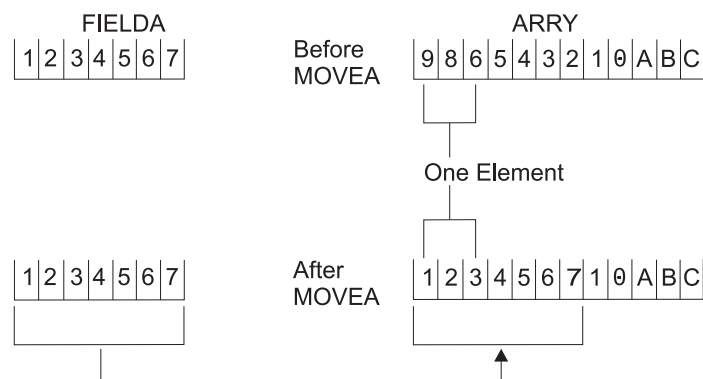 FIELDA ARRY
1 2 3 4 5 6 7 Before MOVEA 9 8 6 5 4 3 2 1 0 A B C
One Element
1 2 3 4 5 6 7 After MOVEA 1 2 3 4 5 6 7 1 0 A B C